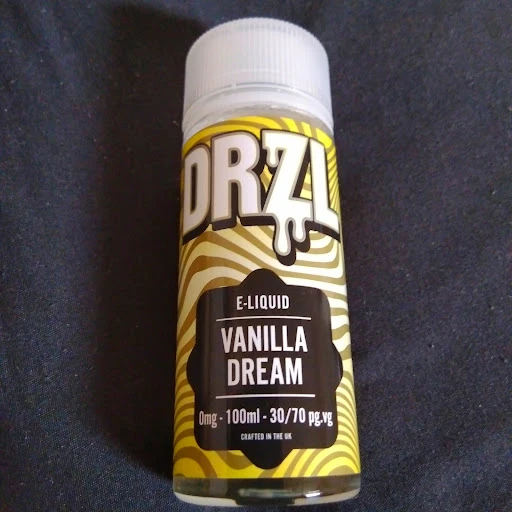 DRZL
E-LIQUID
VANILLA
DREAM
0mg - 100ml - 30/70 pg.vg
CRAFTED IN THE UK